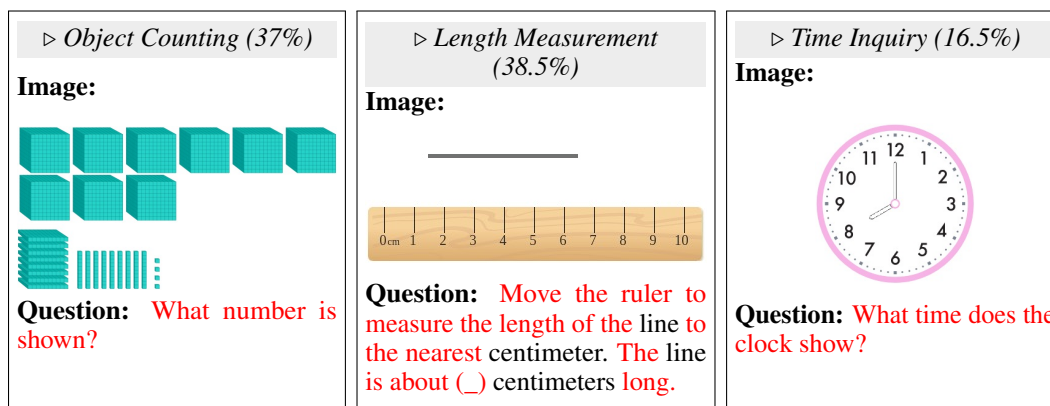 ▷ Object Counting (37%)
Image:
Question: What number is
shown?
▷ Length Measurement
(38.5%)
Image:
0cm 1 2 3 4 5 6 7 8 9 10
Question: Move the ruler to
measure the length of the line to
the nearest centimeter. The line
is about (_) centimeters long.
▷ Time Inquiry (16.5%)
Image:
12
11 1
10 2
9 3
8 4
7 5
6
Question: What time does the
clock show?